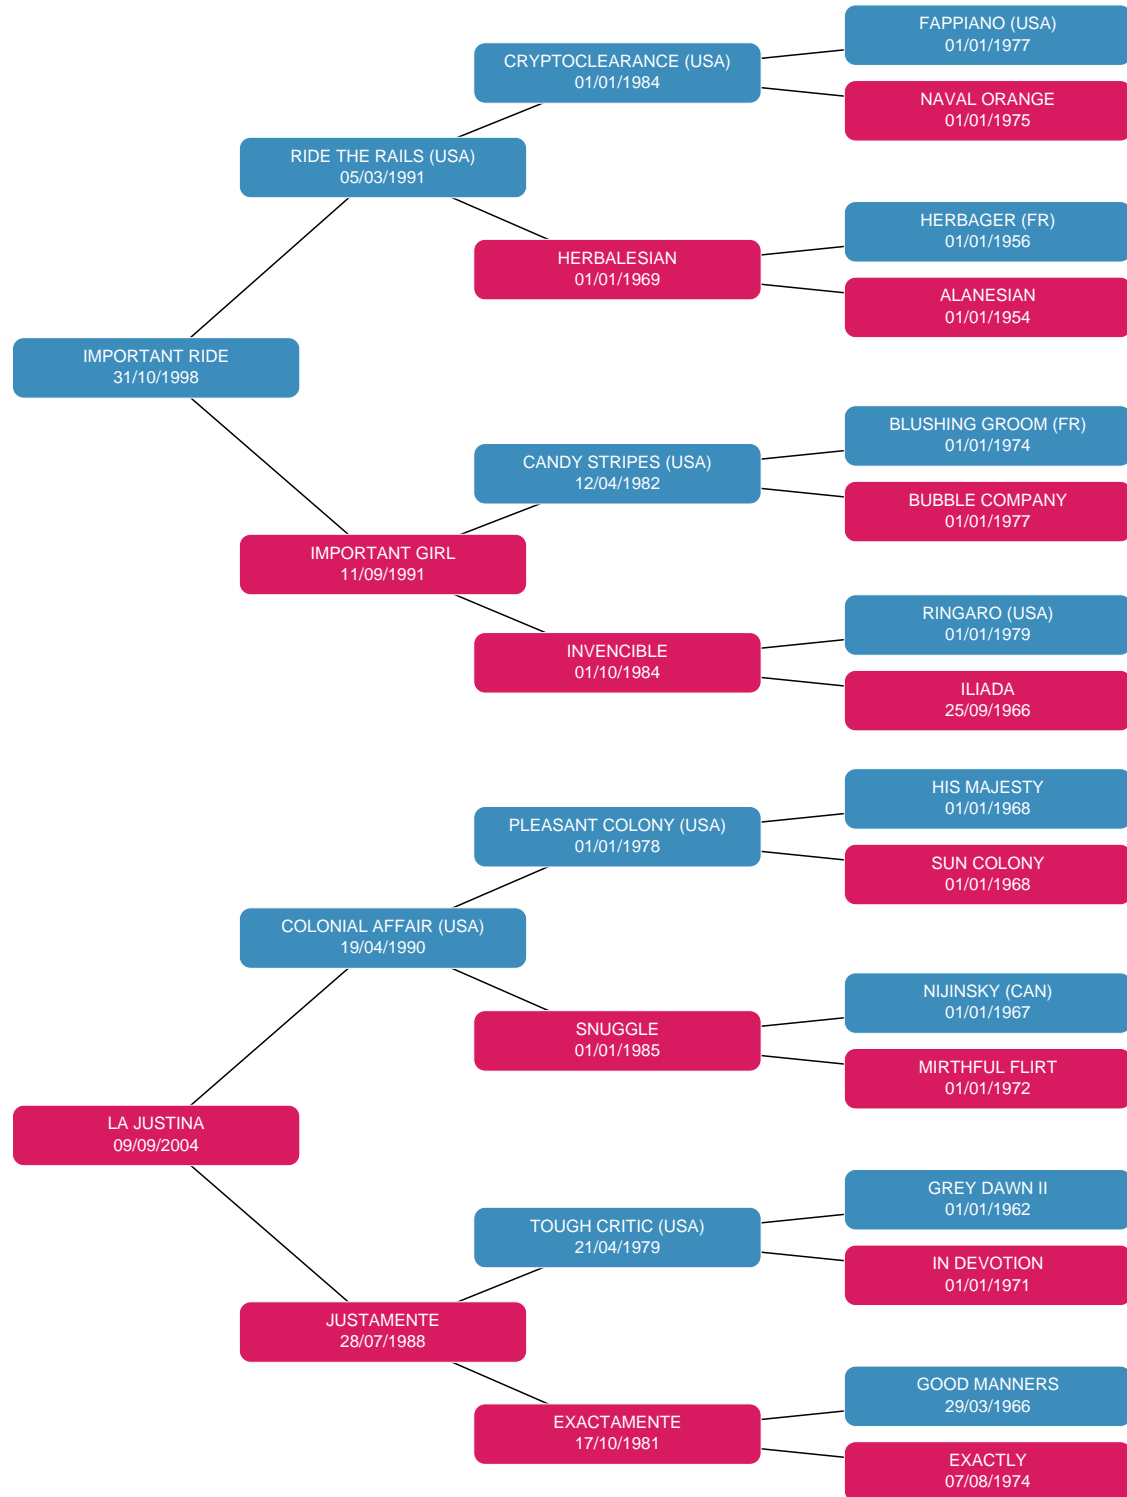 FAPPIANO (USA)
01/01/1977
CRYPTOCLEARANCE (USA)
01/01/1984
NAVAL ORANGE
01/01/1975
RIDE THE RAILS (USA)
05/03/1991
HERBAGER (FR)
01/01/1956
HERBALESIAN
01/01/1969
ALANESIAN
01/01/1954
IMPORTANT RIDE
31/10/1998
BLUSHING GROOM (FR)
01/01/1974
CANDY STRIPES (USA)
12/04/1982
BUBBLE COMPANY
01/01/1977
IMPORTANT GIRL
11/09/1991
RINGARO (USA)
01/01/1979
INVENCIBLE
01/10/1984
ILIADA
25/09/1966
HIS MAJESTY
01/01/1968
PLEASANT COLONY (USA)
01/01/1978
SUN COLONY
01/01/1968
COLONIAL AFFAIR (USA)
19/04/1990
NIJINSKY (CAN)
01/01/1967
SNUGGLE
01/01/1985
MIRTHFUL FLIRT
01/01/1972
LA JUSTINA
09/09/2004
GREY DAWN II
01/01/1962
TOUGH CRITIC (USA)
21/04/1979
IN DEVOTION
01/01/1971
JUSTAMENTE
28/07/1988
GOOD MANNERS
29/03/1966
EXACTAMENTE
17/10/1981
EXACTLY
07/08/1974